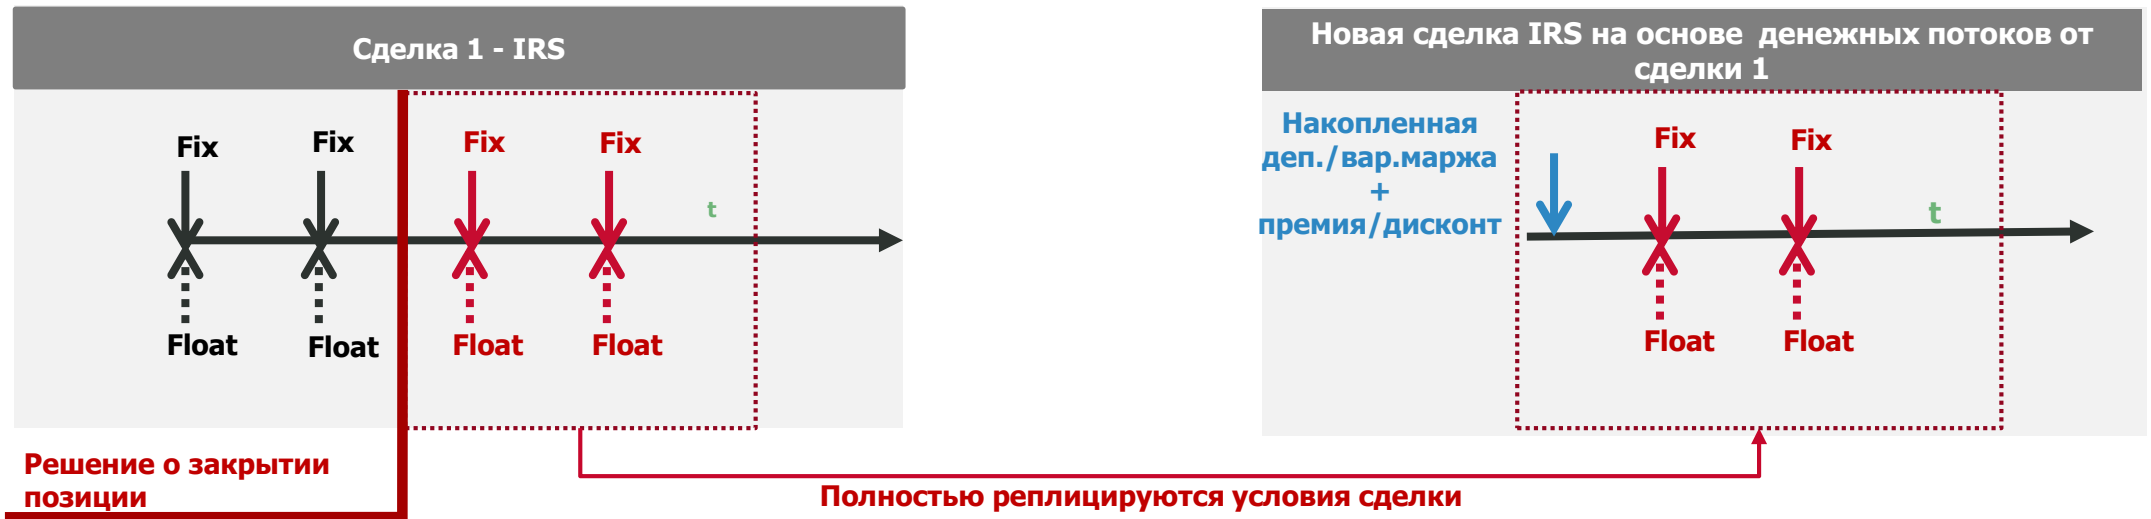 Сделка 1 - IRS
Fix
Fix
Fix
Fix
t
Float
Float
Float
Float
Решение о закрытии
позиции
Полностью реплицируются условия сделки
Новая сделка IRS на основе денежных потоков от
сделки 1
Накопленная
деп./вар.маржа
+
премия/дисконт
Fix
Fix
t
Float
Float